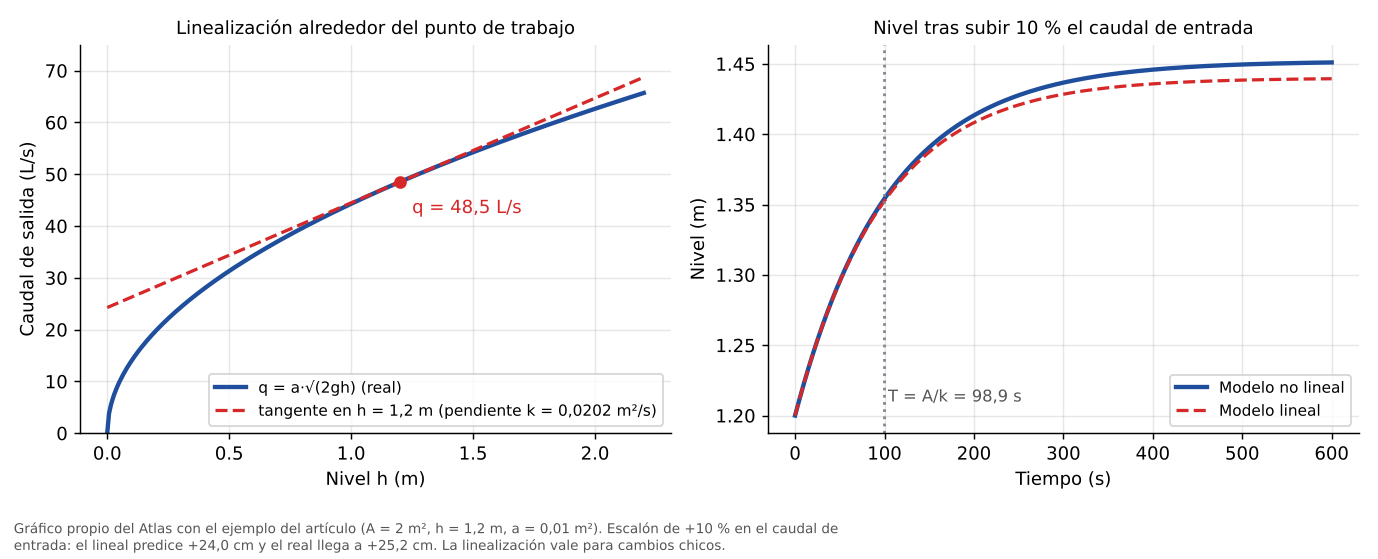 Linealización alrededor del punto de trabajo
Caudal de salida (L/s)
70
60
50
40
30
20
10
0
q = 48,5 L/s
q = a·√(2gh) (real)
tangente en h = 1,2 m (pendiente k = 0,0202 m²/s)
0.0
0.5
1.0
1.5
2.0
Nivel h (m)
Nivel tras subir 10 % el caudal de entrada
Nivel (m)
1.45
1.40
1.35
1.30
1.25
1.20
T = A/k = 98,9 s
Modelo no lineal
Modelo lineal
0
100
200
300
400
500
600
Tiempo (s)
Gráfico propio del Atlas con el ejemplo del artículo (A = 2 m², h = 1,2 m, a = 0,01 m²). Escalón de +10 % en el caudal de
entrada: el lineal predice +24,0 cm y el real llega a +25,2 cm. La linealización vale para cambios chicos.